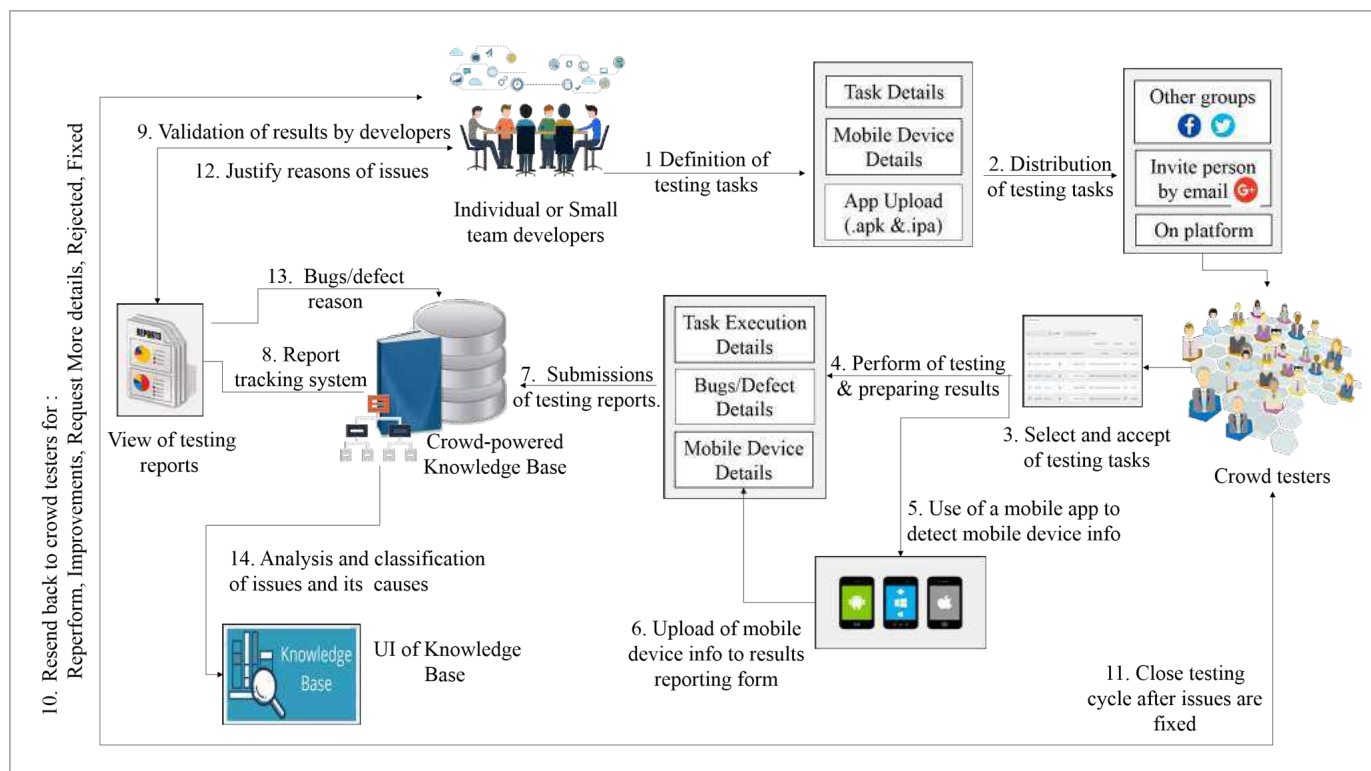 9. Validation of results by developers
12. Justify reasons of issues
Individual or Small
team developers
1 Definition of
testing tasks
Task Details
Mobile Device
Details
App Upload
(.apk &.ipa)
2. Distribution
of testing tasks
Other groups
Invite person
by email
G+
On platform
Crowd testers
3. Select and accept
of testing tasks
4. Perform of testing
& preparing results
Task Execution
Details
Bugs/Defect
Details
Mobile Device
Details
5. Use of a mobile app to
detect mobile device info
6. Upload of mobile
device info to results
reporting form
7. Submissions
of testing reports.
Crowd-powered
Knowledge Base
13. Bugs/defect
reason
8. Report
tracking system
REPORTS
View of testing
reports
14. Analysis and classification
of issues and its causes
Knowledge
Base
UI of Knowledge
Base
11. Close testing
cycle after issues are
fixed
10. Resend back to crowd testers for :
Reperform, Improvements, Request More details, Rejected, Fixed